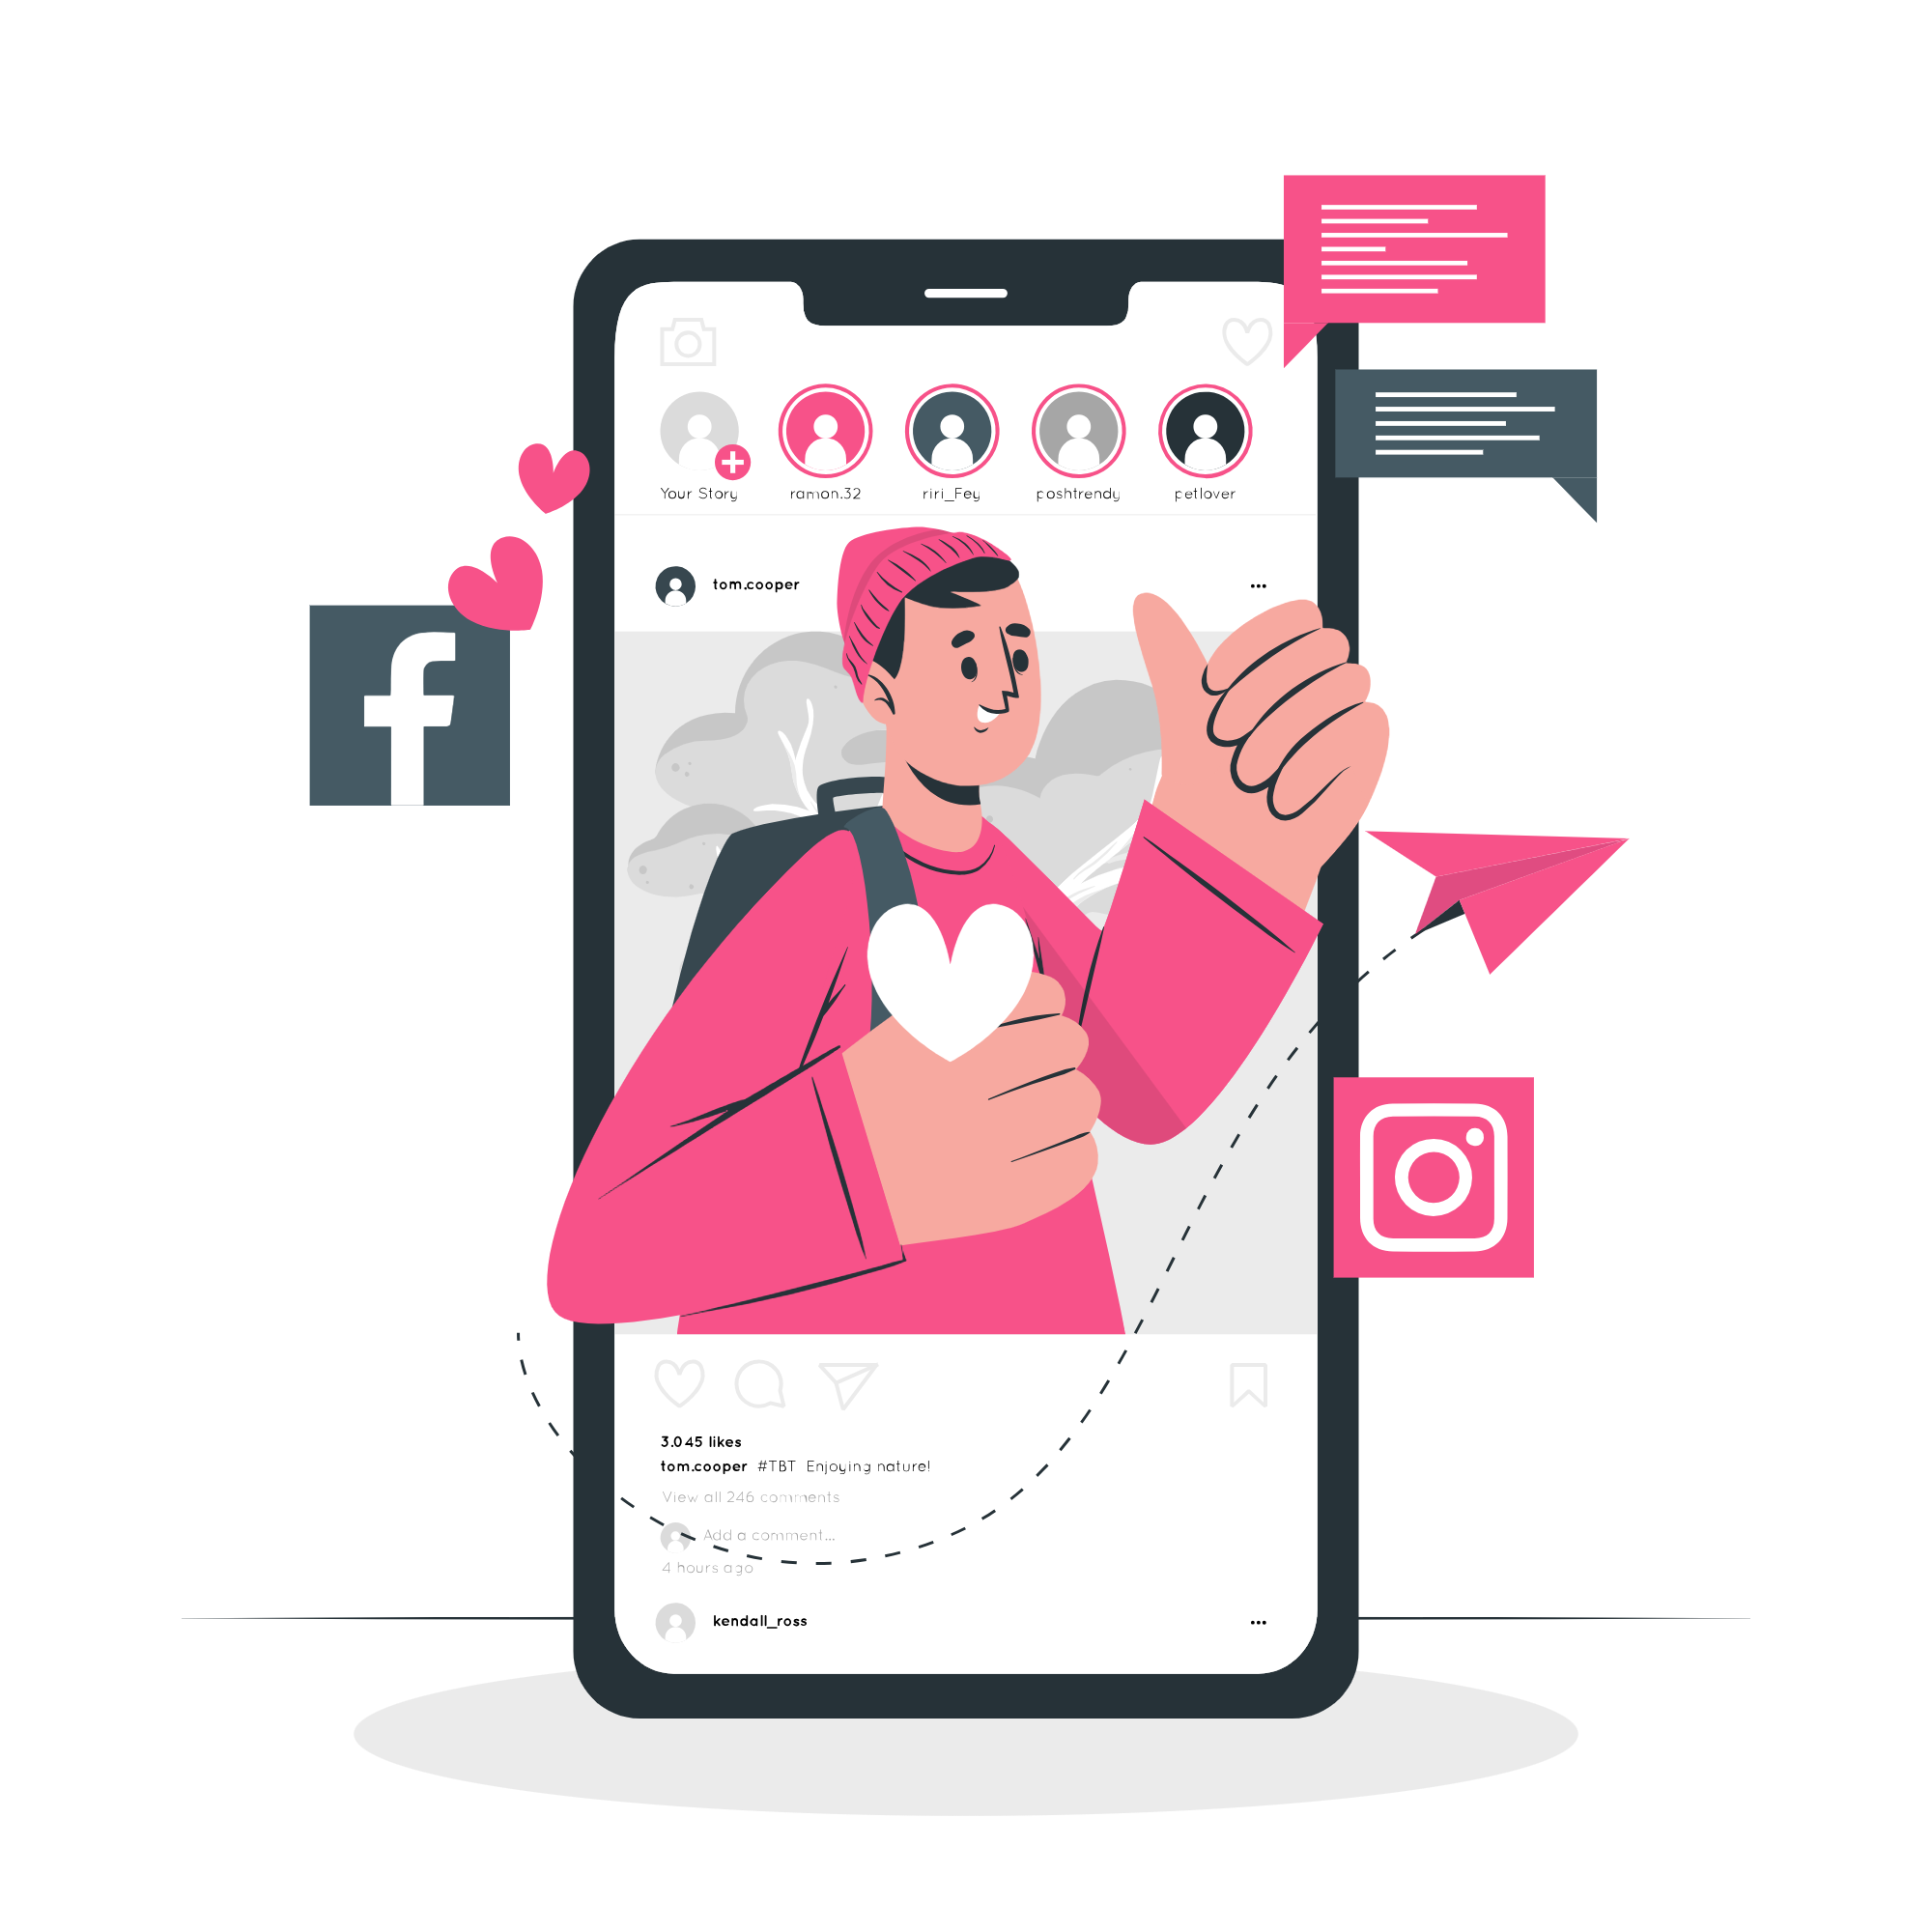 Your Story ramon.32 riri_Fey poshtrendy petlover
tom.cooper
3.045 likes
tom.cooper #TBT Enjoying nature!
View all 246 comments
Add a comment...
4 hours ago
kendall_ross